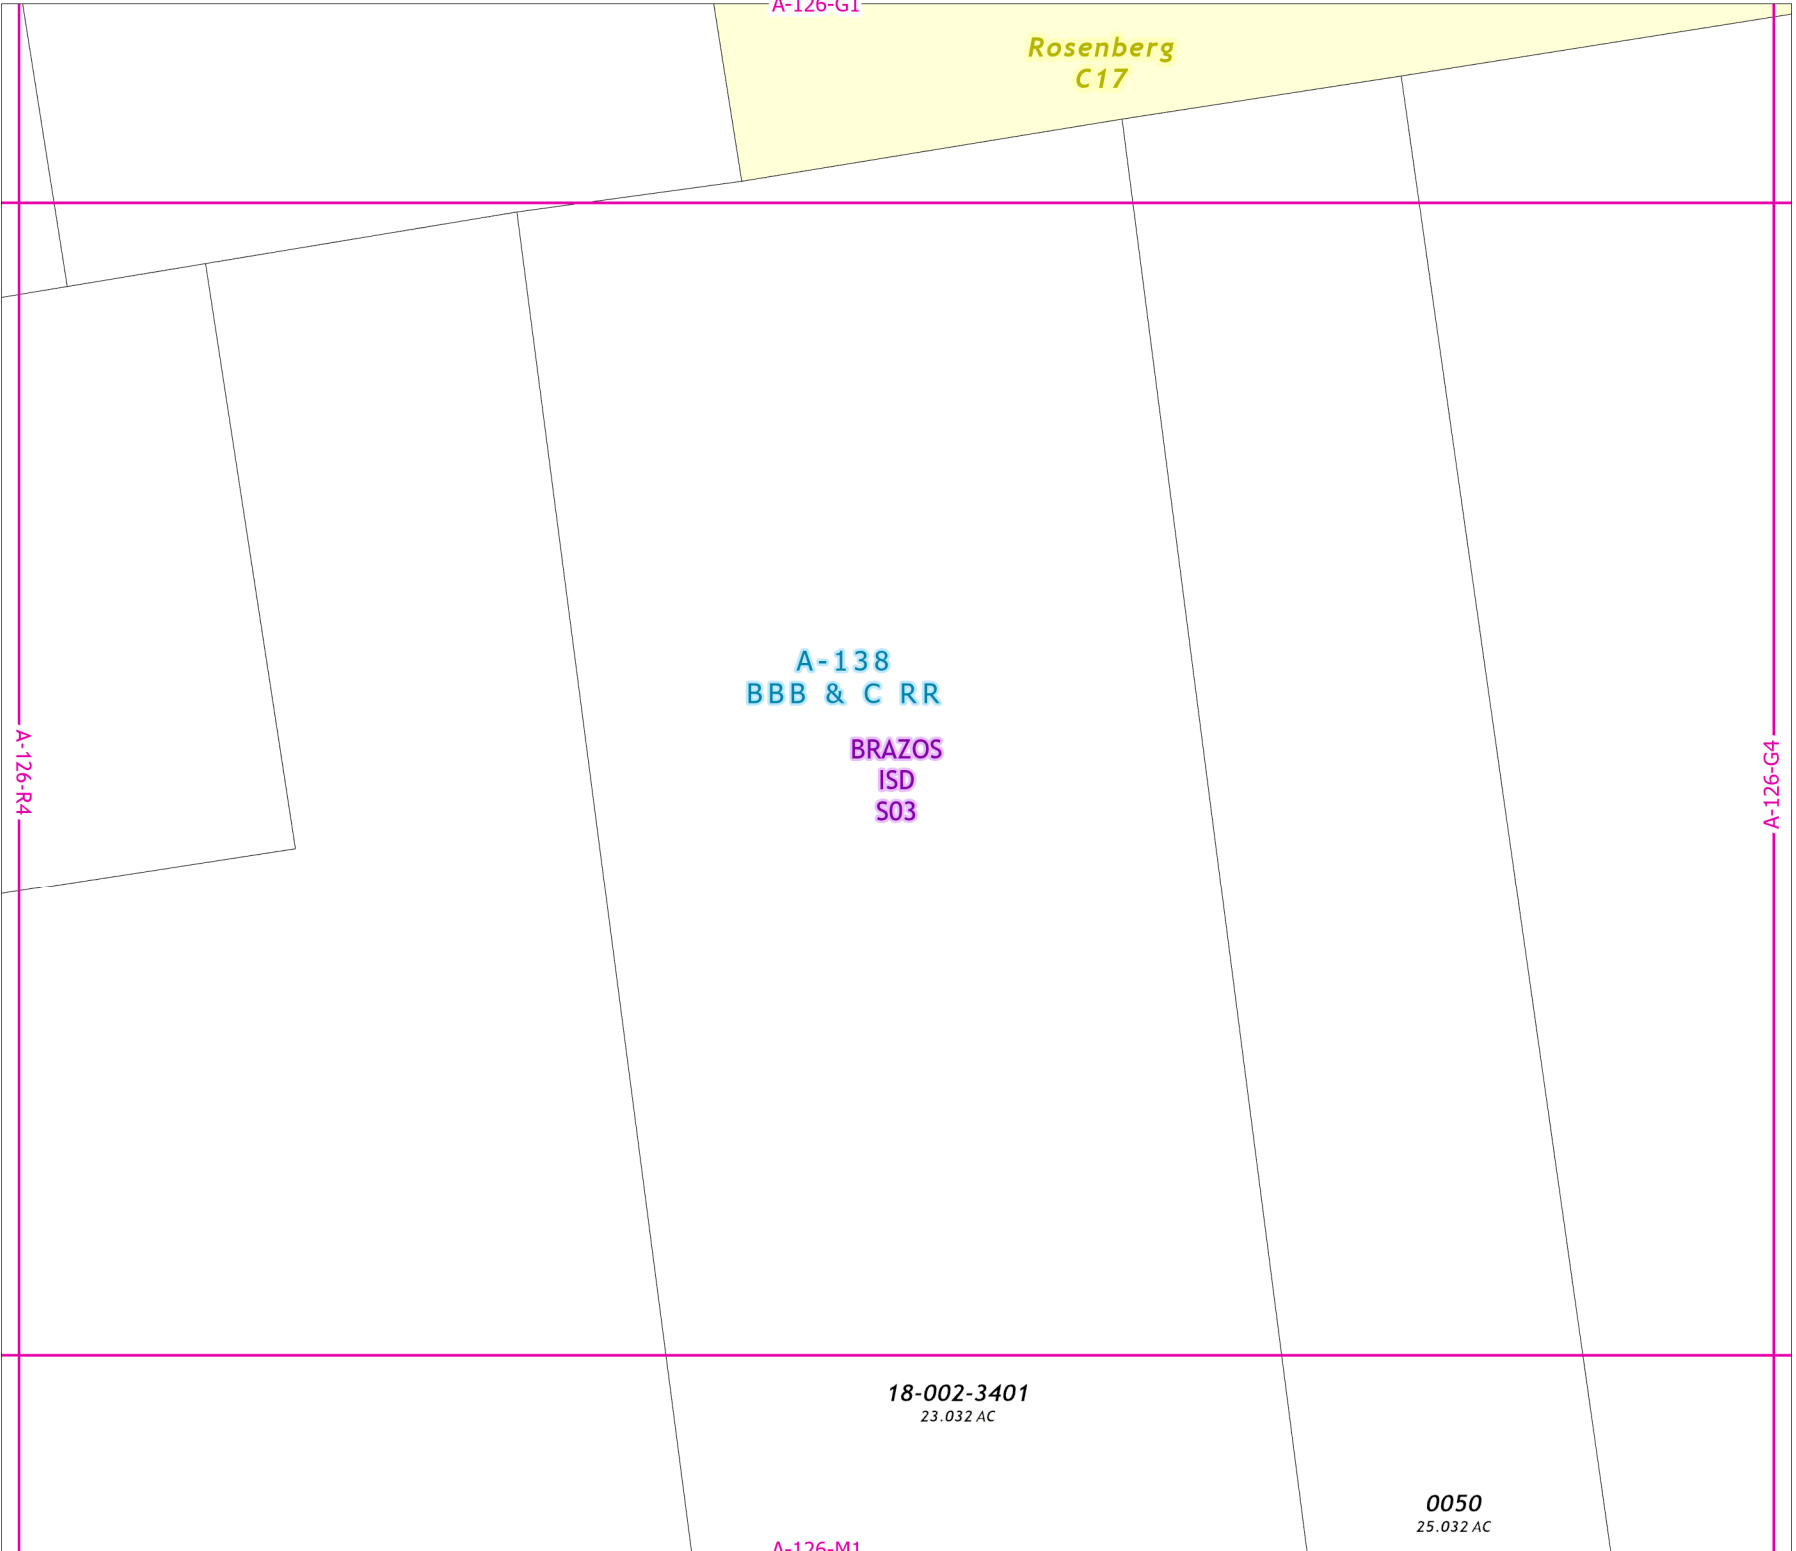 A-126-G1
Rosenberg
C17
A-138
BBB & C RR
BRAZOS
ISD
S03
A-126-R4
A-126-G4
18-002-3401
23.032 AC
0050
25.032 AC
A-126-M1